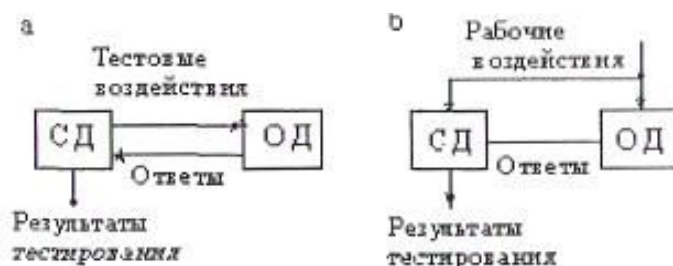 a
Тестовые
воздействия
СД
ОД
Ответы
Результаты
тестирования
b
Рабочие
воздействия
СД
ОД
Ответы
Результаты
тестирования